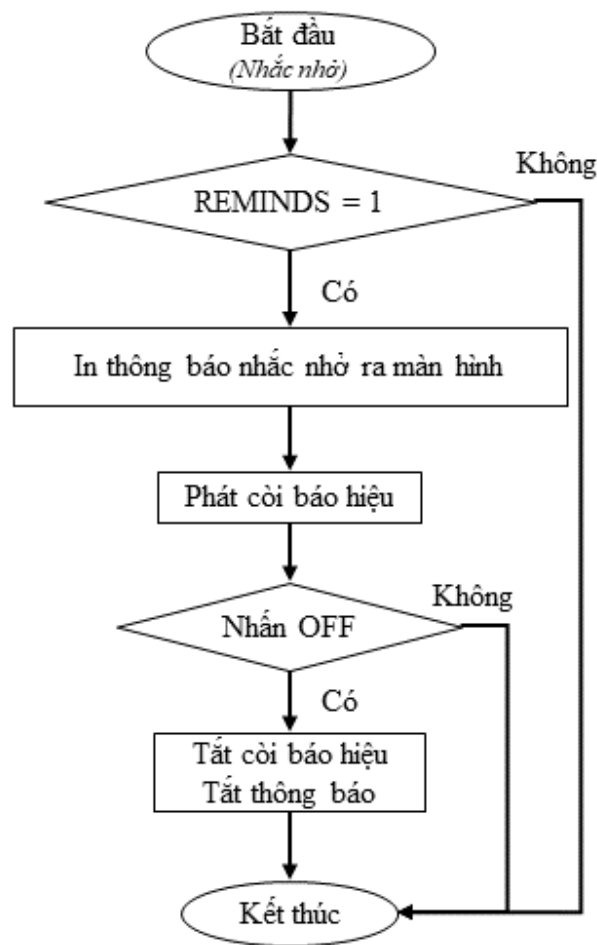 Bắt đầu
(Nhắc nhở)
Không
REMINDS = 1
Có
In thông báo nhắc nhở ra màn hình
Phát còi báo hiệu
Không
Nhấn OFF
Có
Tắt còi báo hiệu
Tắt thông báo
Kết thúc